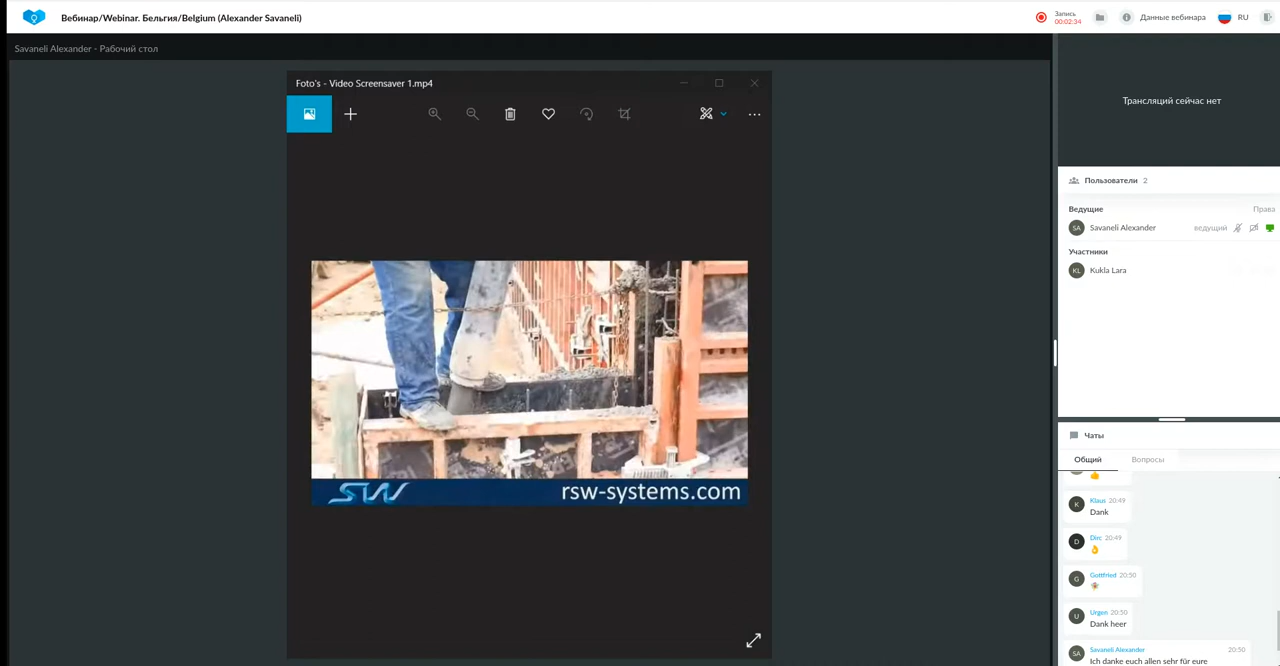 Вебинар/Webinar. Бельгия/Belgium (Alexander Savaneli)
Запись
00:02:34
Данные вебинара
RU
Savaneli Alexander - Рабочий стол
Foto's - Video Screensaver 1.mp4
SW
rsw-systems.com
Трансляций сейчас нет
Пользователи 2
Ведущие
Права
SA
Savaneli Alexander
ведущий
Участники
KL
Kukla Lara
Чаты
Общий
Вопросы
K
Klaus 20:49
Dank
D
Dirc 20:49
G
Gottfried 20:50
U
Urgen 20:50
Dank heer
SA
Savaneli Alexander 20:50
Ich danke euch allen sehr für eure